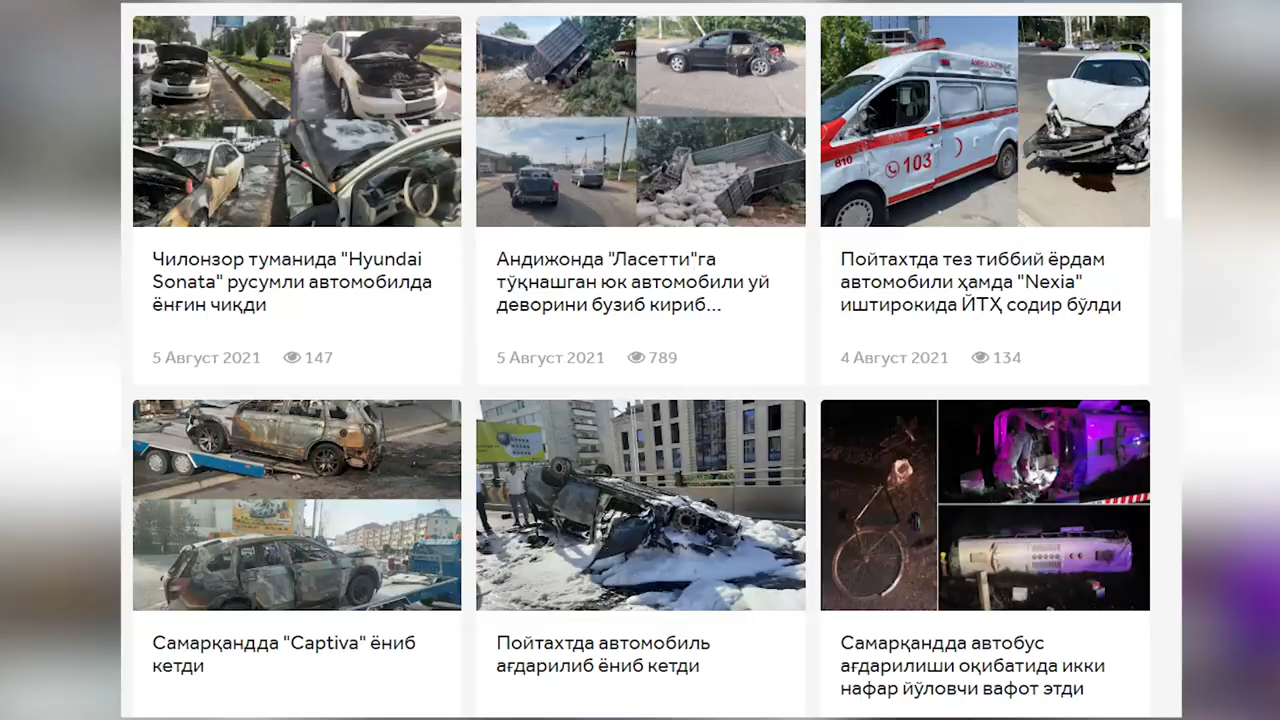 AMBULANCE
810
103
Чилонзор туманида "Hyundai
Sonata" русумли автомобилда
ёнғин чиқди
5 Август 2021 147
Андижонда "Ласетти"га
тўқнашган юк автомобили уй
деворини бузиб кириб...
5 Август 2021 789
Пойтахтда тез тиббий ёрдам
автомобили ҳамда "Nexia"
иштирокида ЙТҲ содир бўлди
4 Август 2021 134
Самарқандда "Captiva" ёниб
кетди
Пойтахтда автомобиль
ағдарилиб ёниб кетди
Самарқандда автобус
ағдарилиши оқибатида икки
нафар йўловчи вафот этди